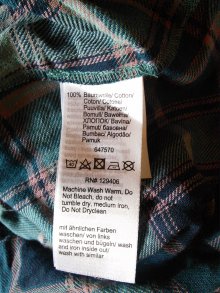 100% Baumwolle/ Cotton/
Coton/ Cotone/
Puuvilla/ Katoen/
Bomull/ Bawełna/
ХЛОПОК/ Bavlna/
Pamut/ базовна/
Bumbac/ Algodão/
Pamuk/
647570
RN# 129406
Machine Wash Warm, Do
Not Bleach, do not
tumble dry, medium iron, Do
Not Dryclean
mit ähnlichen Farben
waschen/ von links
waschen und bügeln/ wash
and iron inside out/
wash with similar